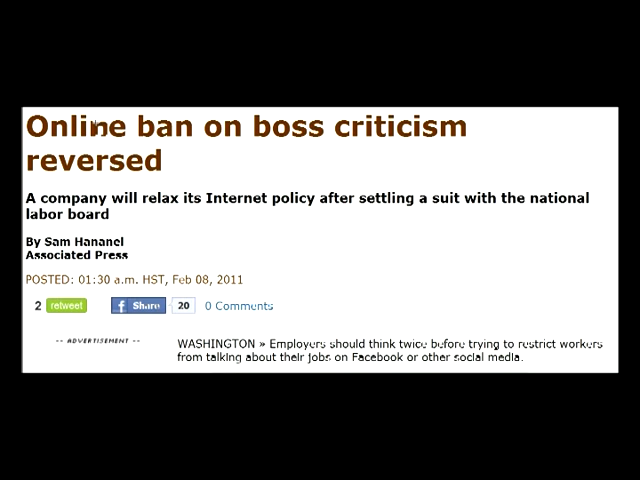 Online ban on boss criticism
reversed
A company will relax its Internet policy after settling a suit with the national
labor board
By Sam Hananel
Associated Press
POSTED: 01:30 a.m. HST, Feb 08, 2011
2 retweet f Share 20 0 Comments
-- ADVERTISEMENT --
WASHINGTON » Employers should think twice before trying to restrict workers
from talking about their jobs on Facebook or other social media.